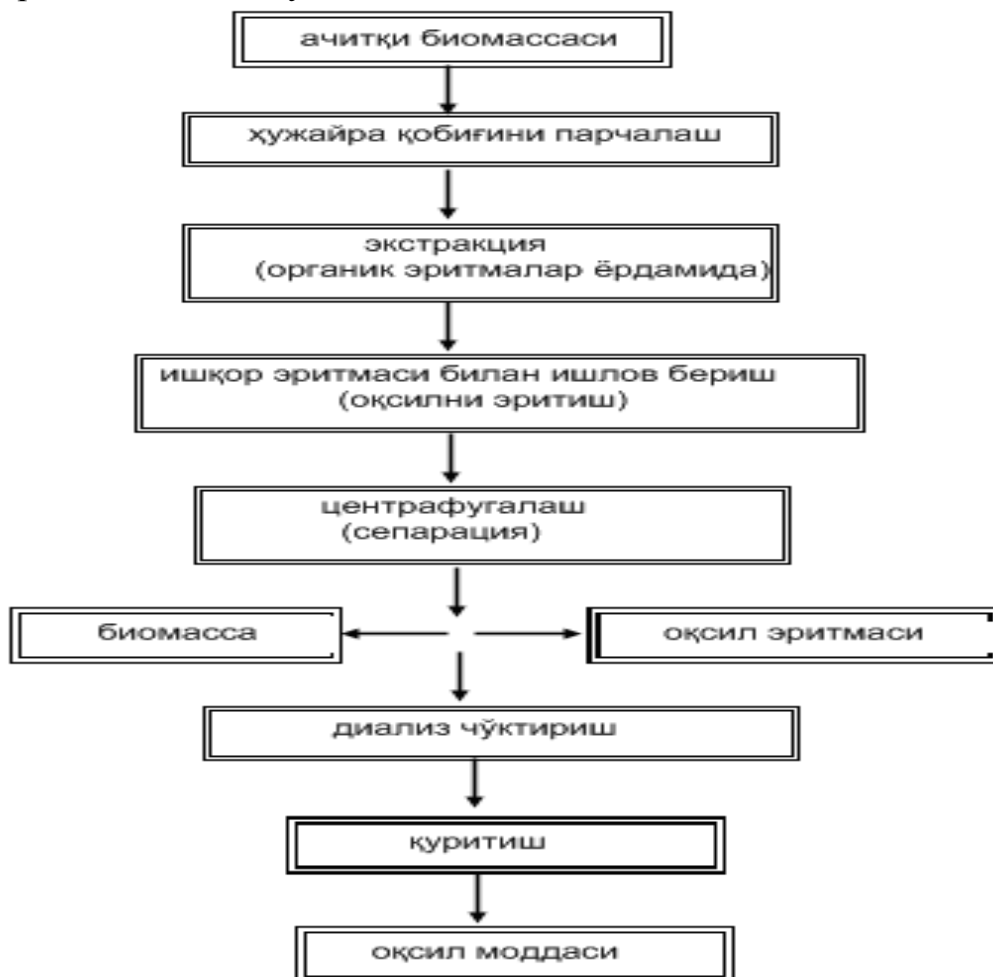 ачитқи биомассаси
ҳужайра қобиғини парчалаш
экстракция
(органик эритмалар ёрдамида)
ишқор эритмаси билан ишлов бериш
(оқсилни эритиш)
центрафугалаш
(сепарация)
биомасса
оқсил эритмаси
диализ чўктириш
қуритиш
оқсил моддаси